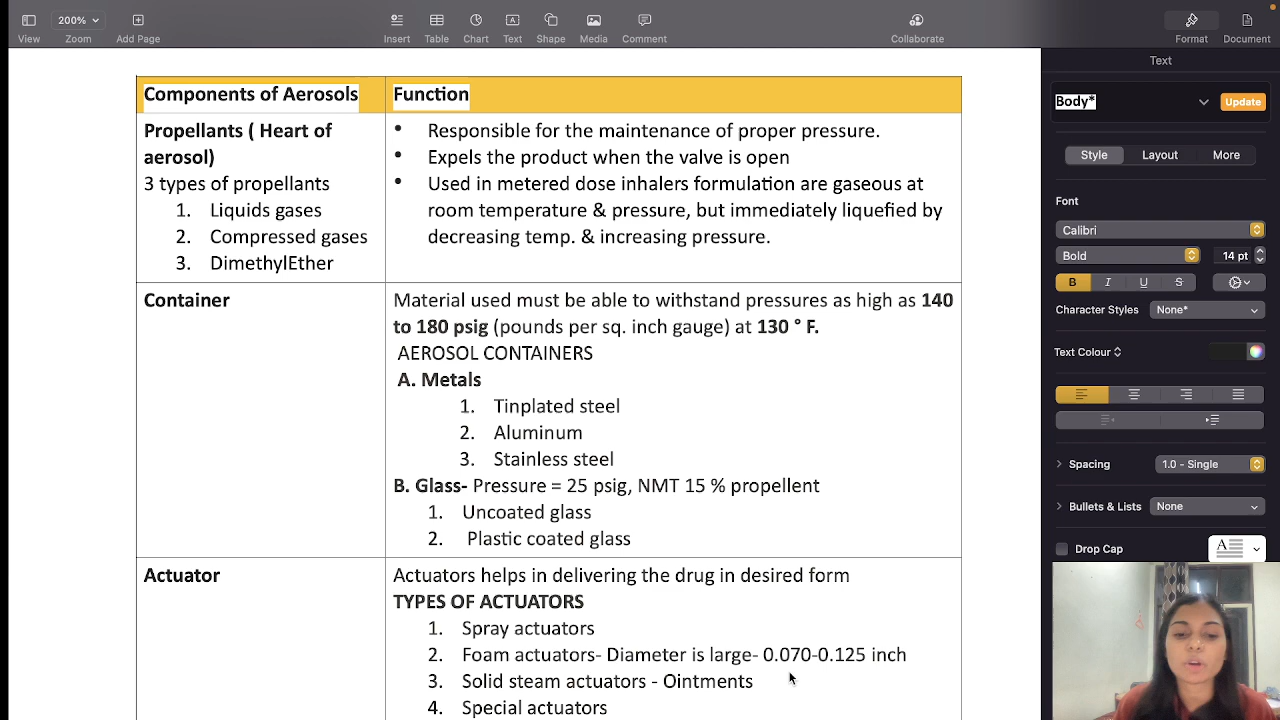 200%
View
Zoom
Add Page
Insert
Table
Chart
Text
Shape
Media
Comment
Collaborate
Format
Document
Components of Aerosols
Function
Propellants ( Heart of
aerosol)
3 types of propellants
1. Liquids gases
2. Compressed gases
3. DimethylEther
• Responsible for the maintenance of proper pressure.
• Expels the product when the valve is open
• Used in metered dose inhalers formulation are gaseous at
room temperature & pressure, but immediately liquefied by
decreasing temp. & increasing pressure.
Container
Material used must be able to withstand pressures as high as 140
to 180 psig (pounds per sq. inch gauge) at 130 ° F.
AEROSOL CONTAINERS
A. Metals
1. Tinplated steel
2. Aluminum
3. Stainless steel
B. Glass- Pressure = 25 psig, NMT 15 % propellent
1. Uncoated glass
2. Plastic coated glass
Actuator
Actuators helps in delivering the drug in desired form
TYPES OF ACTUATORS
1. Spray actuators
2. Foam actuators- Diameter is large- 0.070-0.125 inch
3. Solid steam actuators - Ointments
4. Special actuators
Text
Body*
Update
Style
Layout
More
Font
Calibri
Bold
14 pt
B I U S
Character Styles
None*
Text Colour
Spacing
1.0 - Single
Bullets & Lists
None
Drop Cap
A